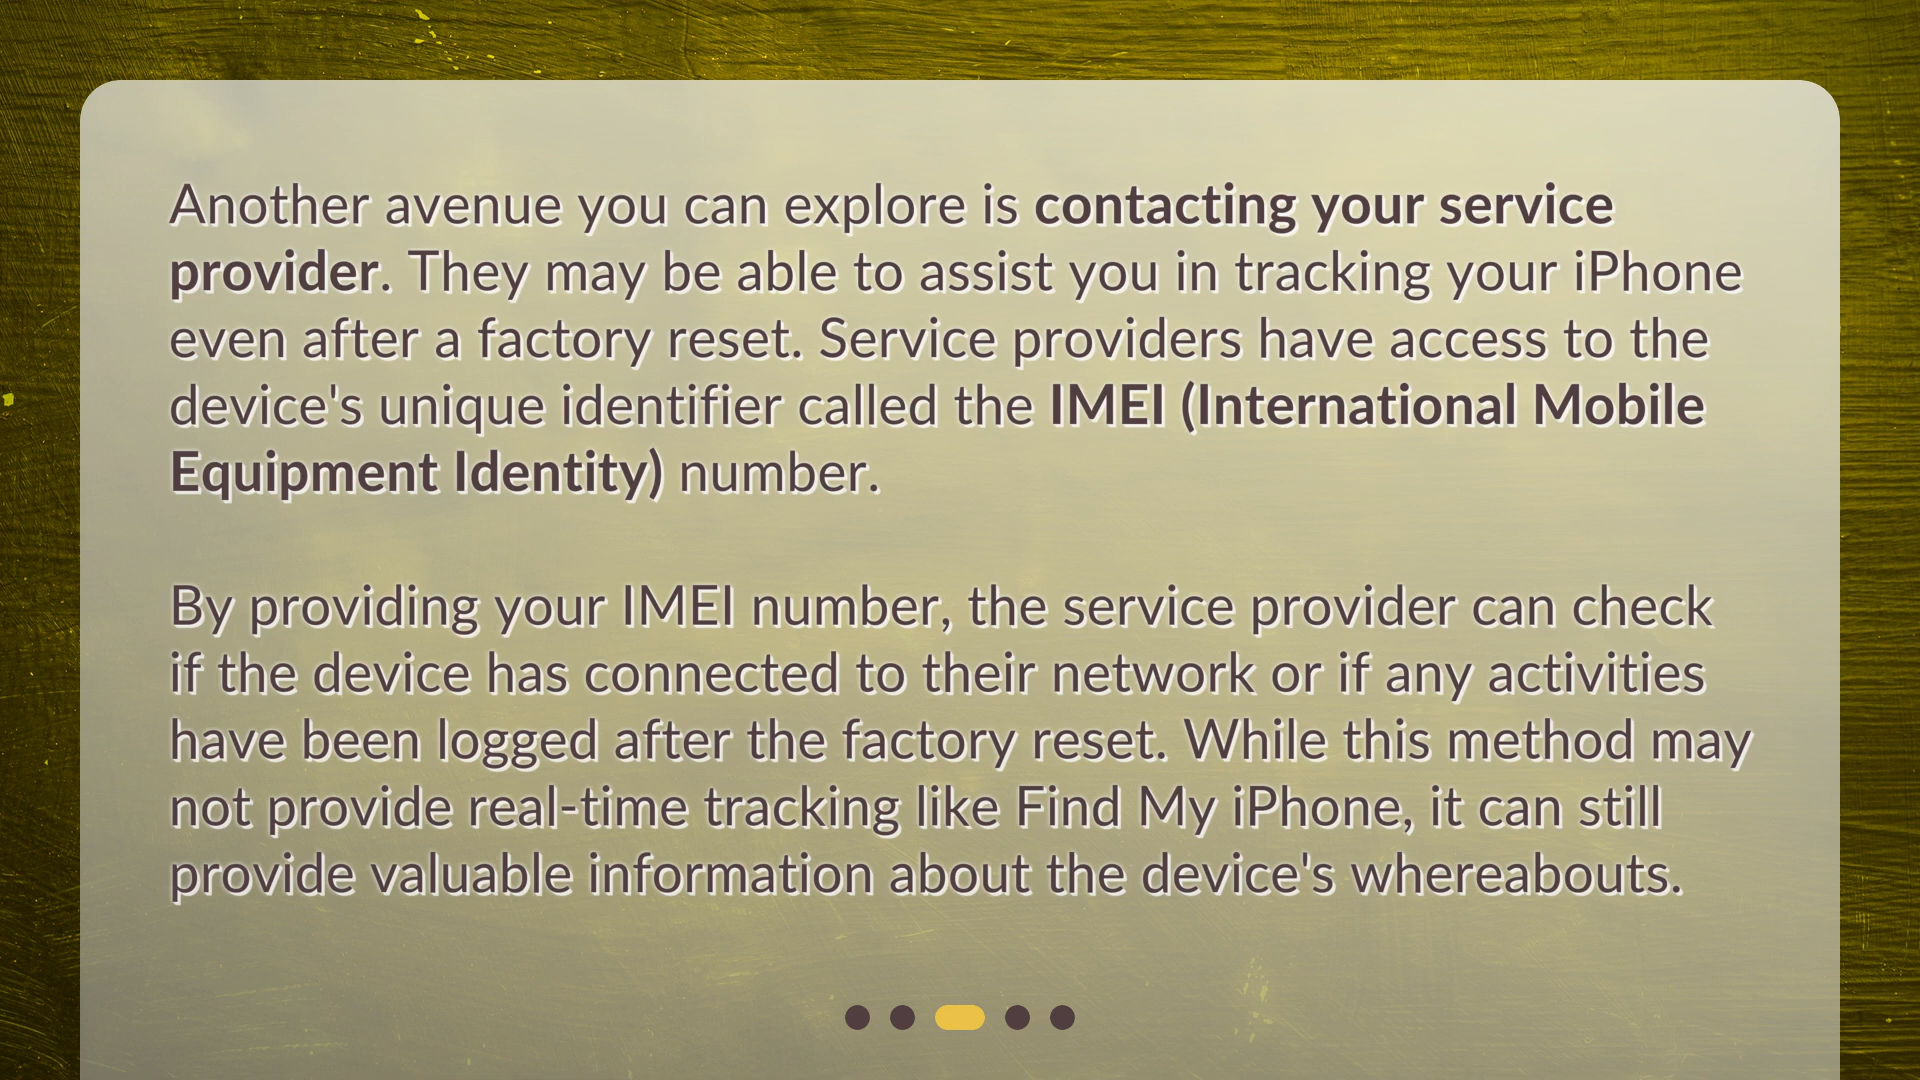 Another avenue you can explore is contacting your service
provider. They may be able to assist you in tracking your iPhone
even after a factory reset. Service providers have access to the
device's unique identifier called the IMEI (International Mobile
Equipment Identity) number.
By providing your IMEI number, the service provider can check
if the device has connected to their network or if any activities
have been logged after the factory reset. While this method may
not provide real-time tracking like Find My iPhone, it can still
provide valuable information about the device's whereabouts.